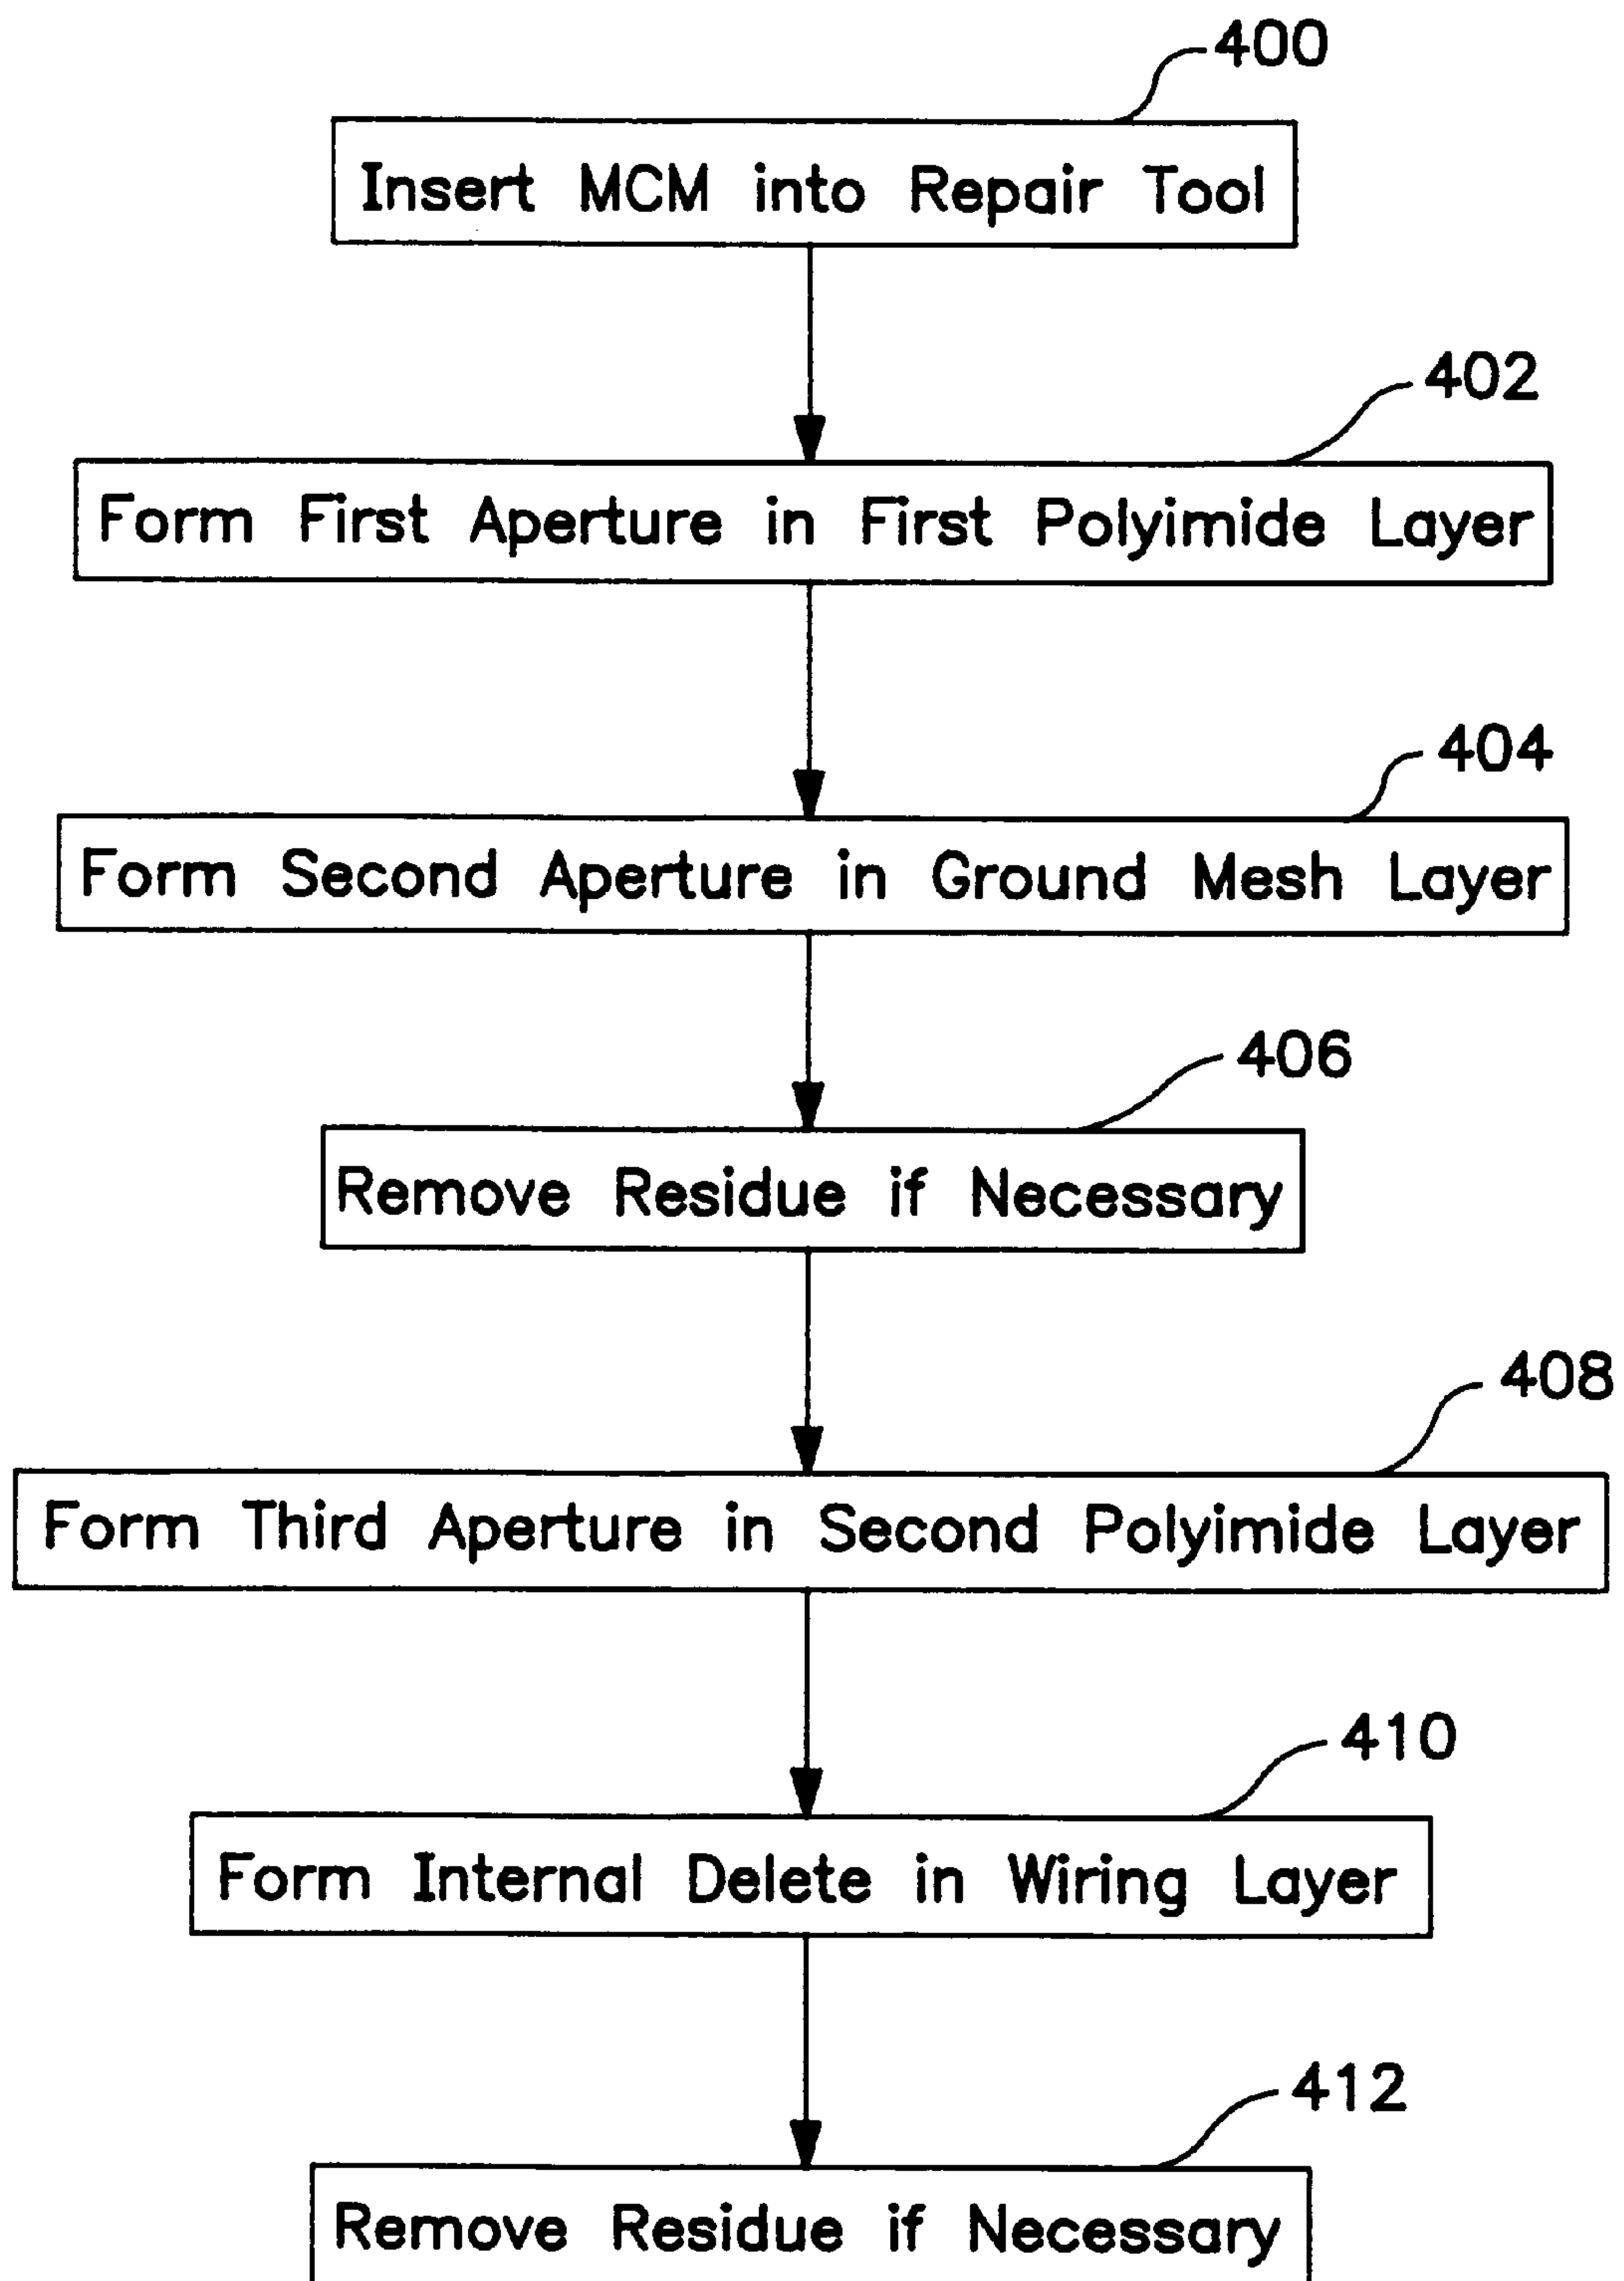 400
Insert MCM into Repair Tool
402
Form First Aperture in First Polyimide Layer
404
Form Second Aperture in Ground Mesh Layer
406
Remove Residue if Necessary
408
Form Third Aperture in Second Polyimide Layer
410
Form Internal Delete in Wiring Layer
412
Remove Residue if Necessary